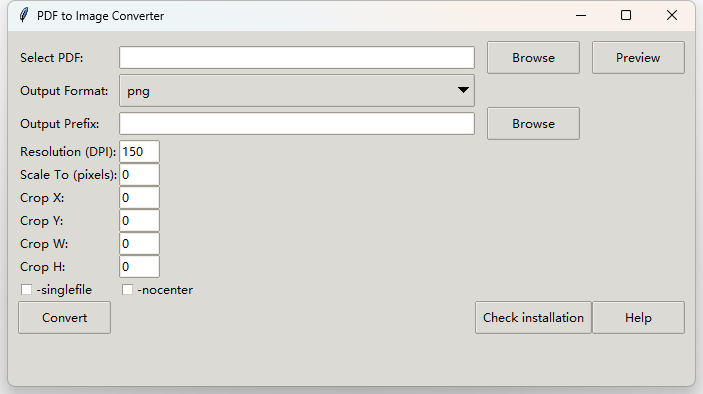 PDF to Image Converter
Select PDF: Browse Preview
Output Format: png
Output Prefix: Browse
Resolution (DPI): 150
Scale To (pixels): 0
Crop X: 0
Crop Y: 0
Crop W: 0
Crop H: 0
-singlefile -nocenter
Convert Check installation Help